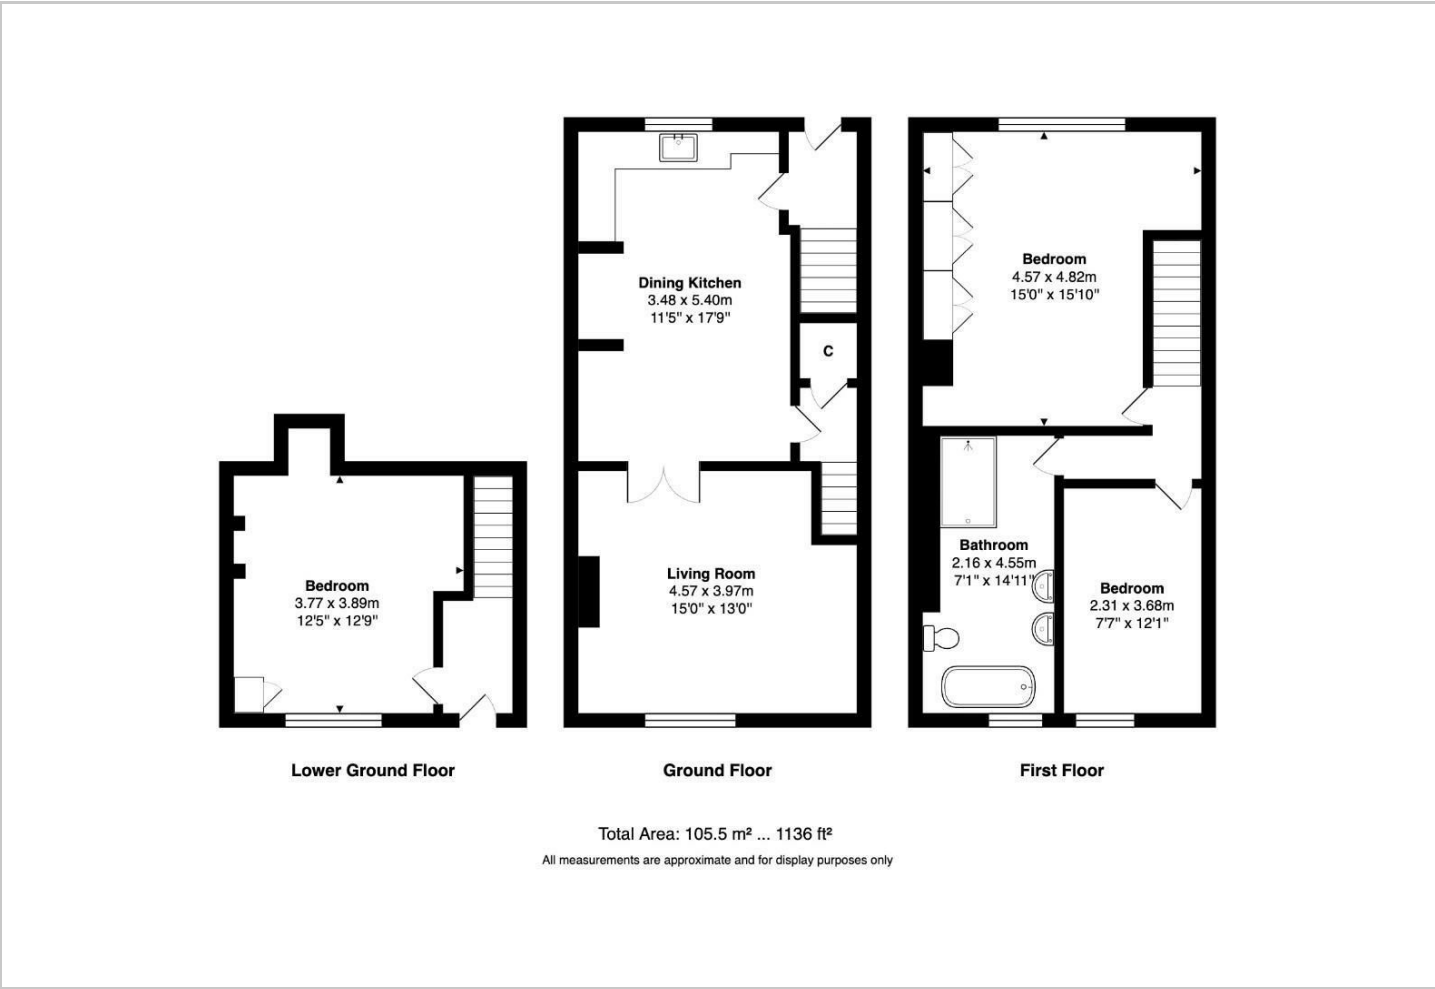 Dining Kitchen
3.48 x 5.40m
11'5" x 17'9"
C
Living Room
4.57 x 3.97m
15'0" x 13'0"
Bedroom
4.57 x 4.82m
15'0" x 15'10"
Bathroom
2.16 x 4.55m
7'1" x 14'11"
Bedroom
2.31 x 3.68m
7'7" x 12'1"
Bedroom
3.77 x 3.89m
12'5" x 12'9"
Lower Ground Floor
Ground Floor
First Floor
Total Area: 105.5 m² ... 1136 ft²
All measurements are approximate and for display purposes only